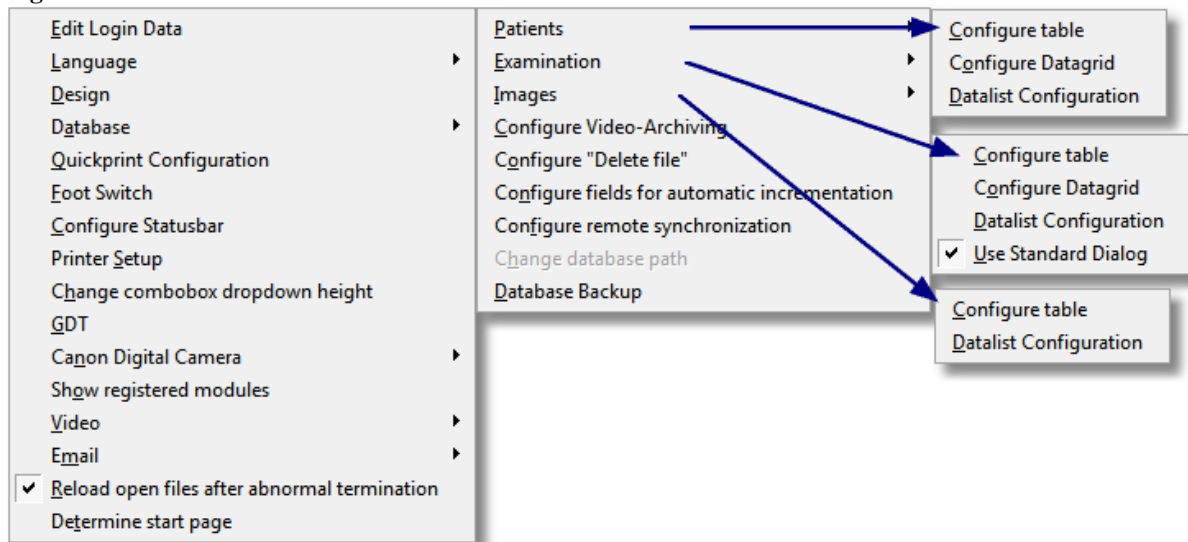 Edit Login Data
Language
Design
Database
Quickprint Configuration
Foot Switch
Configure Statusbar
Printer Setup
Change combobox dropdown height
GDT
Canon Digital Camera
Show registered modules
Video
Email
Reload open files after abnormal termination
Determine start page
Patients
Examination
Images
Configure Video-Archiving
Configure "Delete file"
Configure fields for automatic incrementation
Configure remote synchronization
Change database path
Database Backup
Configure table
Configure Datagrid
Datalist Configuration
Configure table
Configure Datagrid
Datalist Configuration
Use Standard Dialog
Configure table
Datalist Configuration